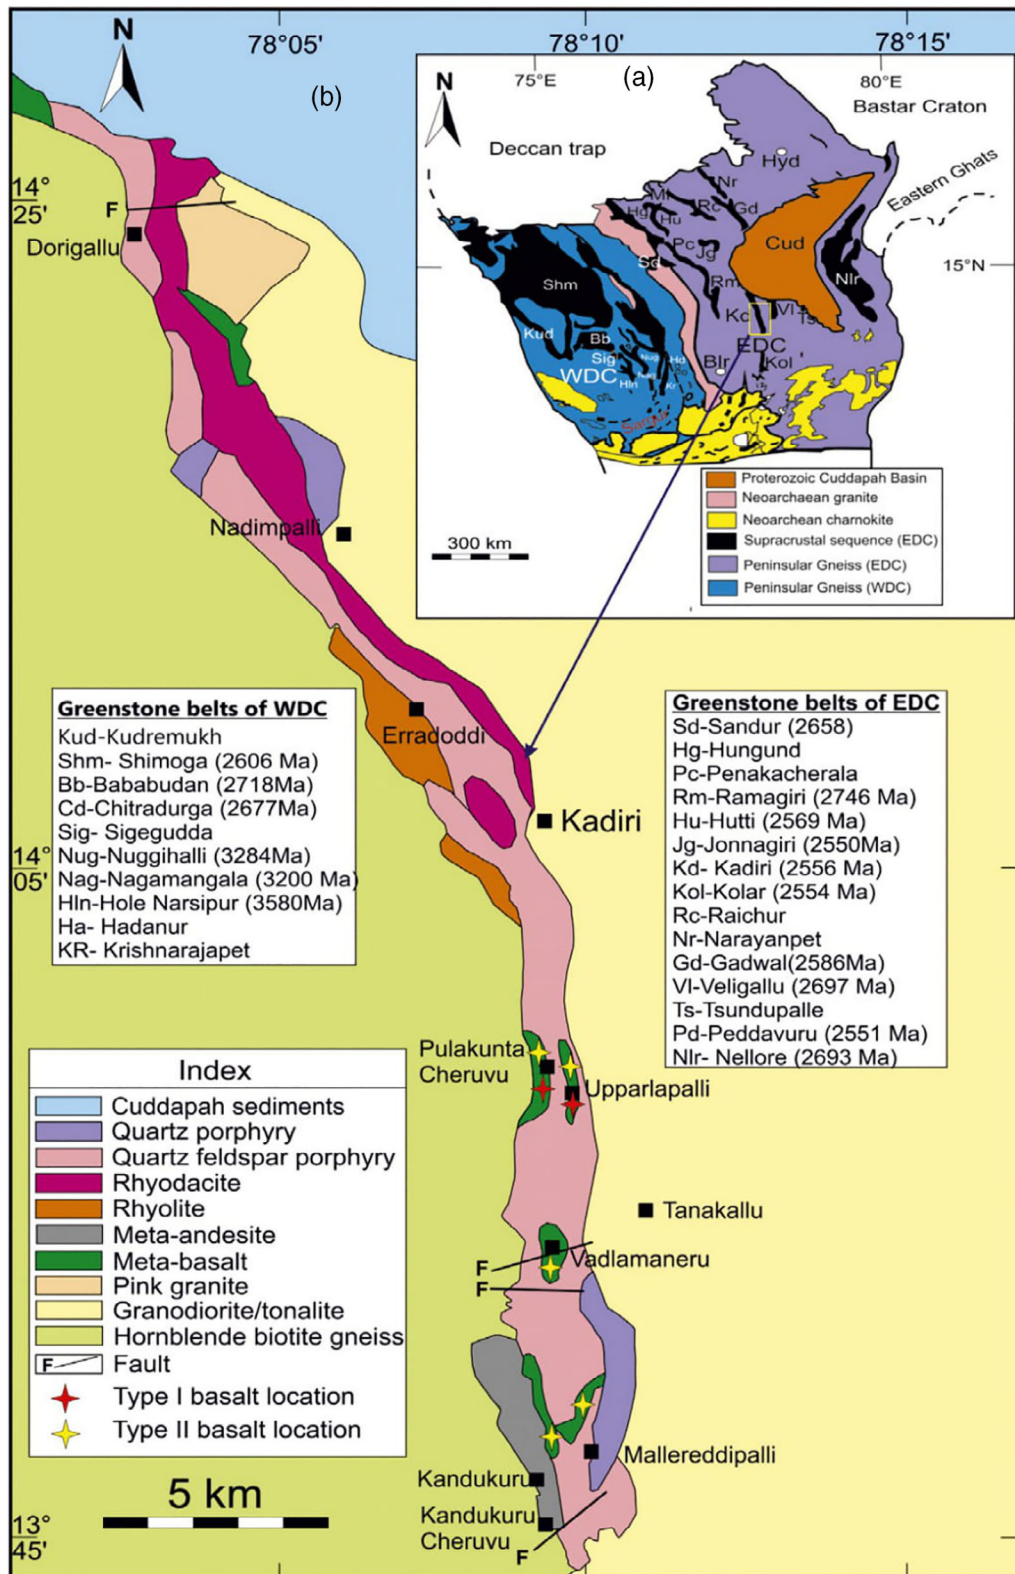 78°05'
78°10'
78°15'
N
(b)
14°
25'
F
Dorigallu
Nadimpalli
Erradoddi
Kadiri
14°
05'
Pulakunta
Cheruvu
Upparlapalli
Tanakallu
Vadlamaneru
F
F
Mallereddipalli
Kandukuru
Kandukuru
Cheruvu
F
13°
45'
5 km
(a)
N
75°E
80°E
Bastar Craton
Deccan trap
Eastern Ghats
15°N
Hyd
Nr
Mr
Rc
Gd
Hg
Hu
Pc
Jg
Sd
Cud
Nlr
Rm
Shm
Kd
Vl
Ts
Kud
Bb
EDC
Sig
Nug
Hd
Blr
Kol
WDC
Hln
Nag
Kr
Sargur
300 km
Proterozoic Cuddapah Basin
Neoarchaean granite
Neoarchean charnokite
Supracrustal sequence (EDC)
Peninsular Gneiss (EDC)
Peninsular Gneiss (WDC)
Greenstone belts of WDC
Kud-Kudremukh
Shm- Shimoga (2606 Ma)
Bb-Bababudan (2718Ma)
Cd-Chitradurga (2677Ma)
Sig- Sigegudda
Nug-Nuggihalli (3284Ma)
Nag-Nagamangala (3200 Ma)
Hln-Hole Narsipur (3580Ma)
Ha- Hadanur
KR- Krishnarajapet
Greenstone belts of EDC
Sd-Sandur (2658)
Hg-Hungund
Pc-Penakacherala
Rm-Ramagiri (2746 Ma)
Hu-Hutti (2569 Ma)
Jg-Jonnagiri (2550Ma)
Kd- Kadiri (2556 Ma)
Kol-Kolar (2554 Ma)
Rc-Raichur
Nr-Narayanpet
Gd-Gadwal(2586Ma)
Vl-Veligallu (2697 Ma)
Ts-Tsundupalle
Pd-Peddavuru (2551 Ma)
Nlr- Nellore (2693 Ma)
Index
Cuddapah sediments
Quartz porphyry
Quartz feldspar porphyry
Rhyodacite
Rhyolite
Meta-andesite
Meta-basalt
Pink granite
Granodiorite/tonalite
Hornblende biotite gneiss
F Fault
Type I basalt location
Type II basalt location